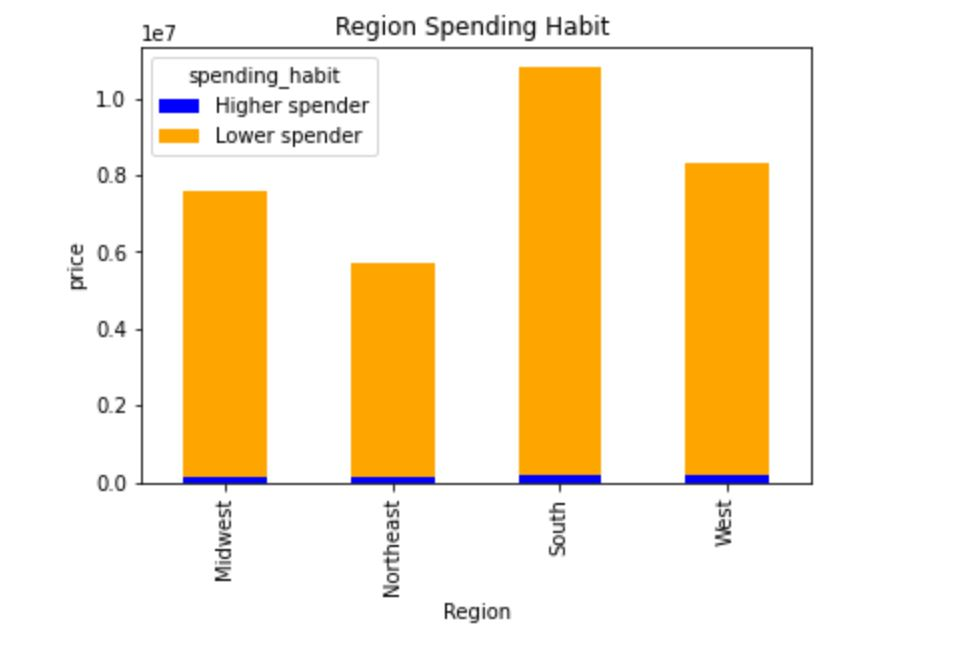 Region Spending Habit
1e7
spending_habit
Higher spender
Lower spender
1.0
0.8
0.6
0.4
0.2
0.0
price
Midwest
Northeast
South
West
Region